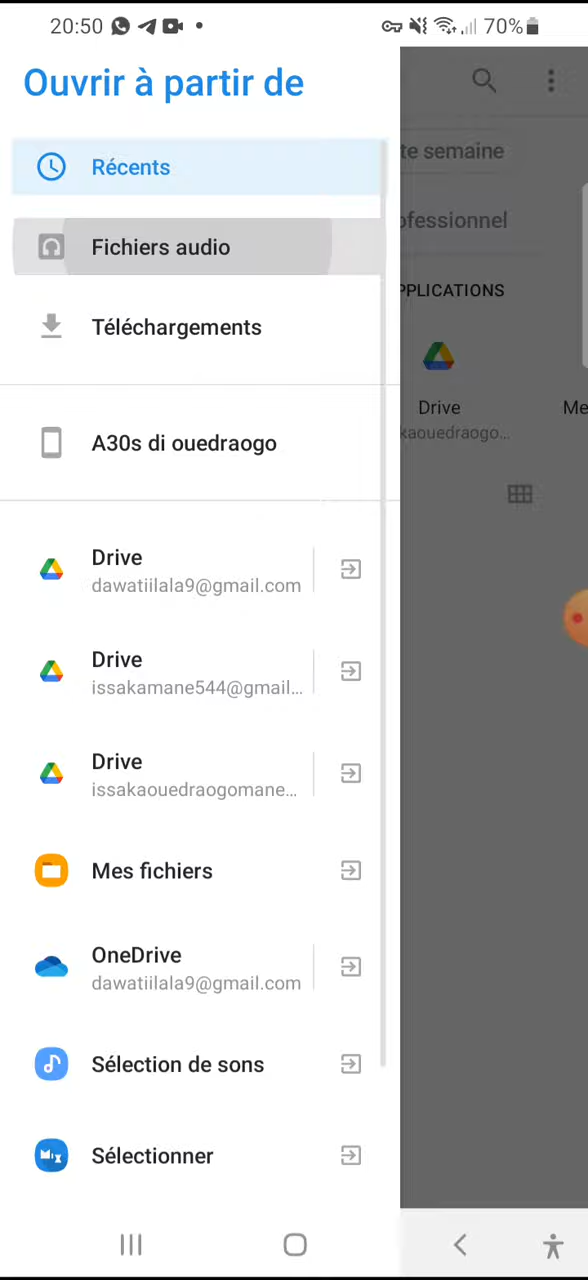 20:50
70%
Ouvrir à partir de
Récents
te semaine
Fichiers audio
ofessionnel
PPLICATIONS
Téléchargements
Drive
Me
kaouedraogo...
A30s di ouedraogo
Drive
dawatiilala9@gmail.com
Drive
issakamane544@gmail...
Drive
issakaouedraogomane...
Mes fichiers
OneDrive
dawatiilala9@gmail.com
Sélection de sons
Sélectionner